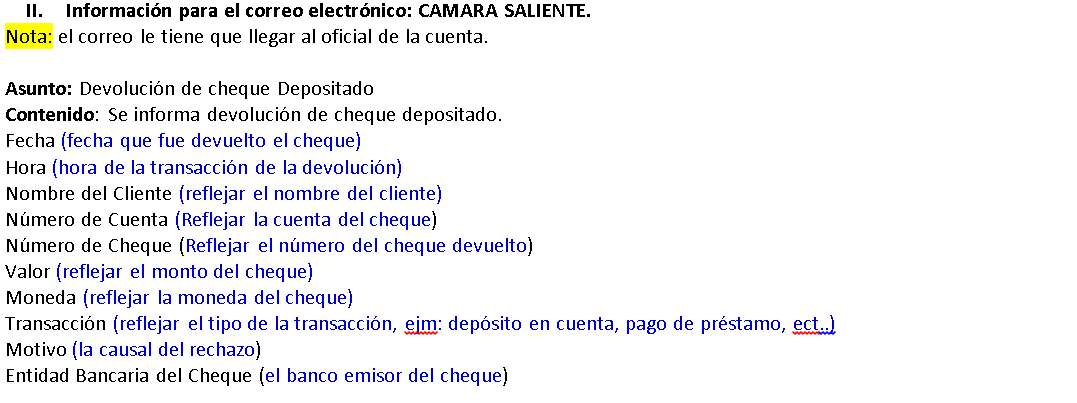 II. Información para el correo electrónico: CAMARA SALIENTE.
Nota: el correo le tiene que llegar al oficial de la cuenta.
Asunto: Devolución de cheque Depositado
Contenido: Se informa devolución de cheque depositado.
Fecha (fecha que fue devuelto el cheque)
Hora (hora de la transacción de la devolución)
Nombre del Cliente (reflejar el nombre del cliente)
Número de Cuenta (Reflejar la cuenta del cheque)
Número de Cheque (Reflejar el número del cheque devuelto)
Valor (reflejar el monto del cheque)
Moneda (reflejar la moneda del cheque)
Transacción (reflejar el tipo de la transacción, ejm: depósito en cuenta, pago de préstamo, ect..)
Motivo (la causal del rechazo)
Entidad Bancaria del Cheque (el banco emisor del cheque)